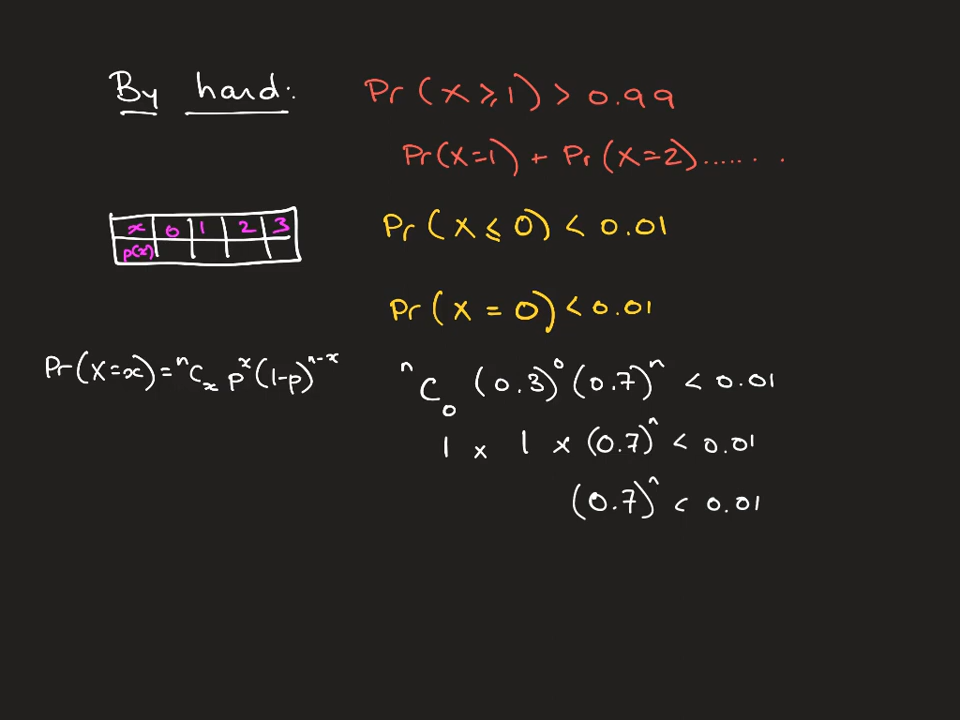 By hard: Pr(X≥1) > 0.99
Pr(X=1) + Pr(X=2).......
x 0 1 2 3
p(x)
Pr(X ≤ 0) < 0.01
Pr(X = 0) < 0.01
Pr(X=x) = ⁿCₓ pˣ(1-p)ⁿ⁻ˣ
ⁿC₀ (0.3)⁰ (0.7)ⁿ < 0.01
1 × 1 × (0.7)ⁿ < 0.01
(0.7)ⁿ < 0.01